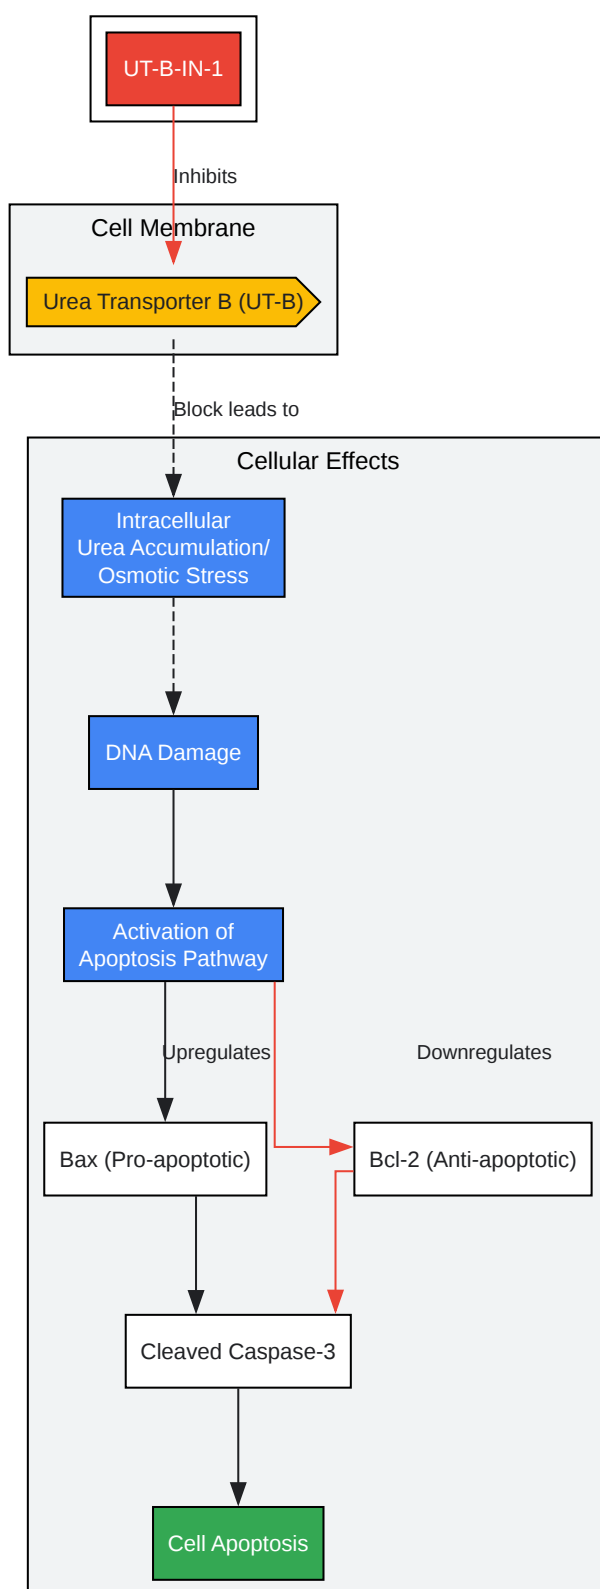 UT-B-IN-1
Inhibits
Cell Membrane
Urea Transporter B (UT-B)
Block leads to
Cellular Effects
Intracellular
Urea Accumulation/
Osmotic Stress
DNA Damage
Activation of
Apoptosis Pathway
Upregulates
Downregulates
Bax (Pro-apoptotic)
Bcl-2 (Anti-apoptotic)
Cleaved Caspase-3
Cell Apoptosis